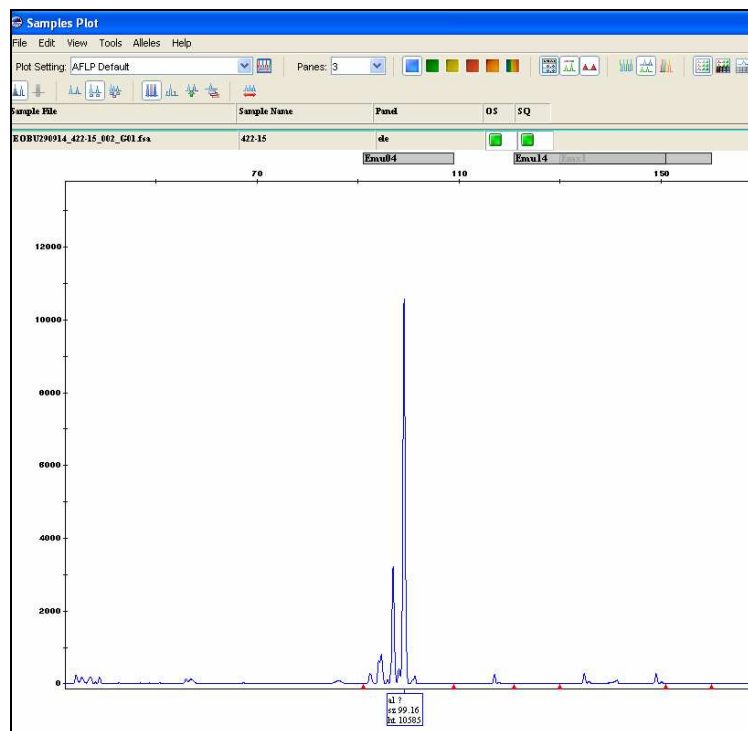 Samples Plot
File Edit View Tools Alleles Help
Plot Setting: AFLP Default Panes: 3
Sample File Sample Name Panel OS SQ
EOBU290914_422-15_002_G01.fsa 422-15 ele
Emu04 Emu14
70 110 150
12000
10000
8000
6000
4000
2000
0
al ?
sz 99.16
ht 10585